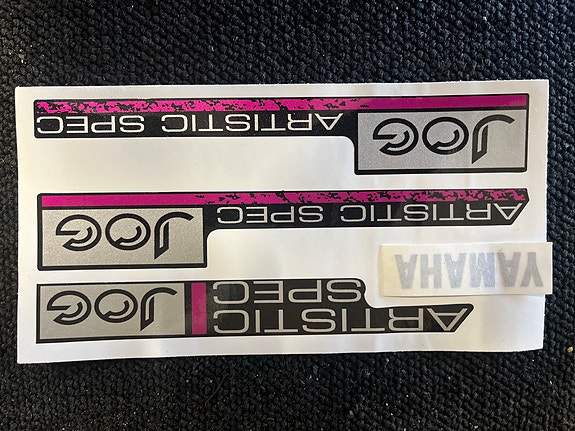 ARTISTIC
SPEC
JOG
YAMAHA
ARTISTIC SPEC
JOG
JOG
ARTISTIC SPEC